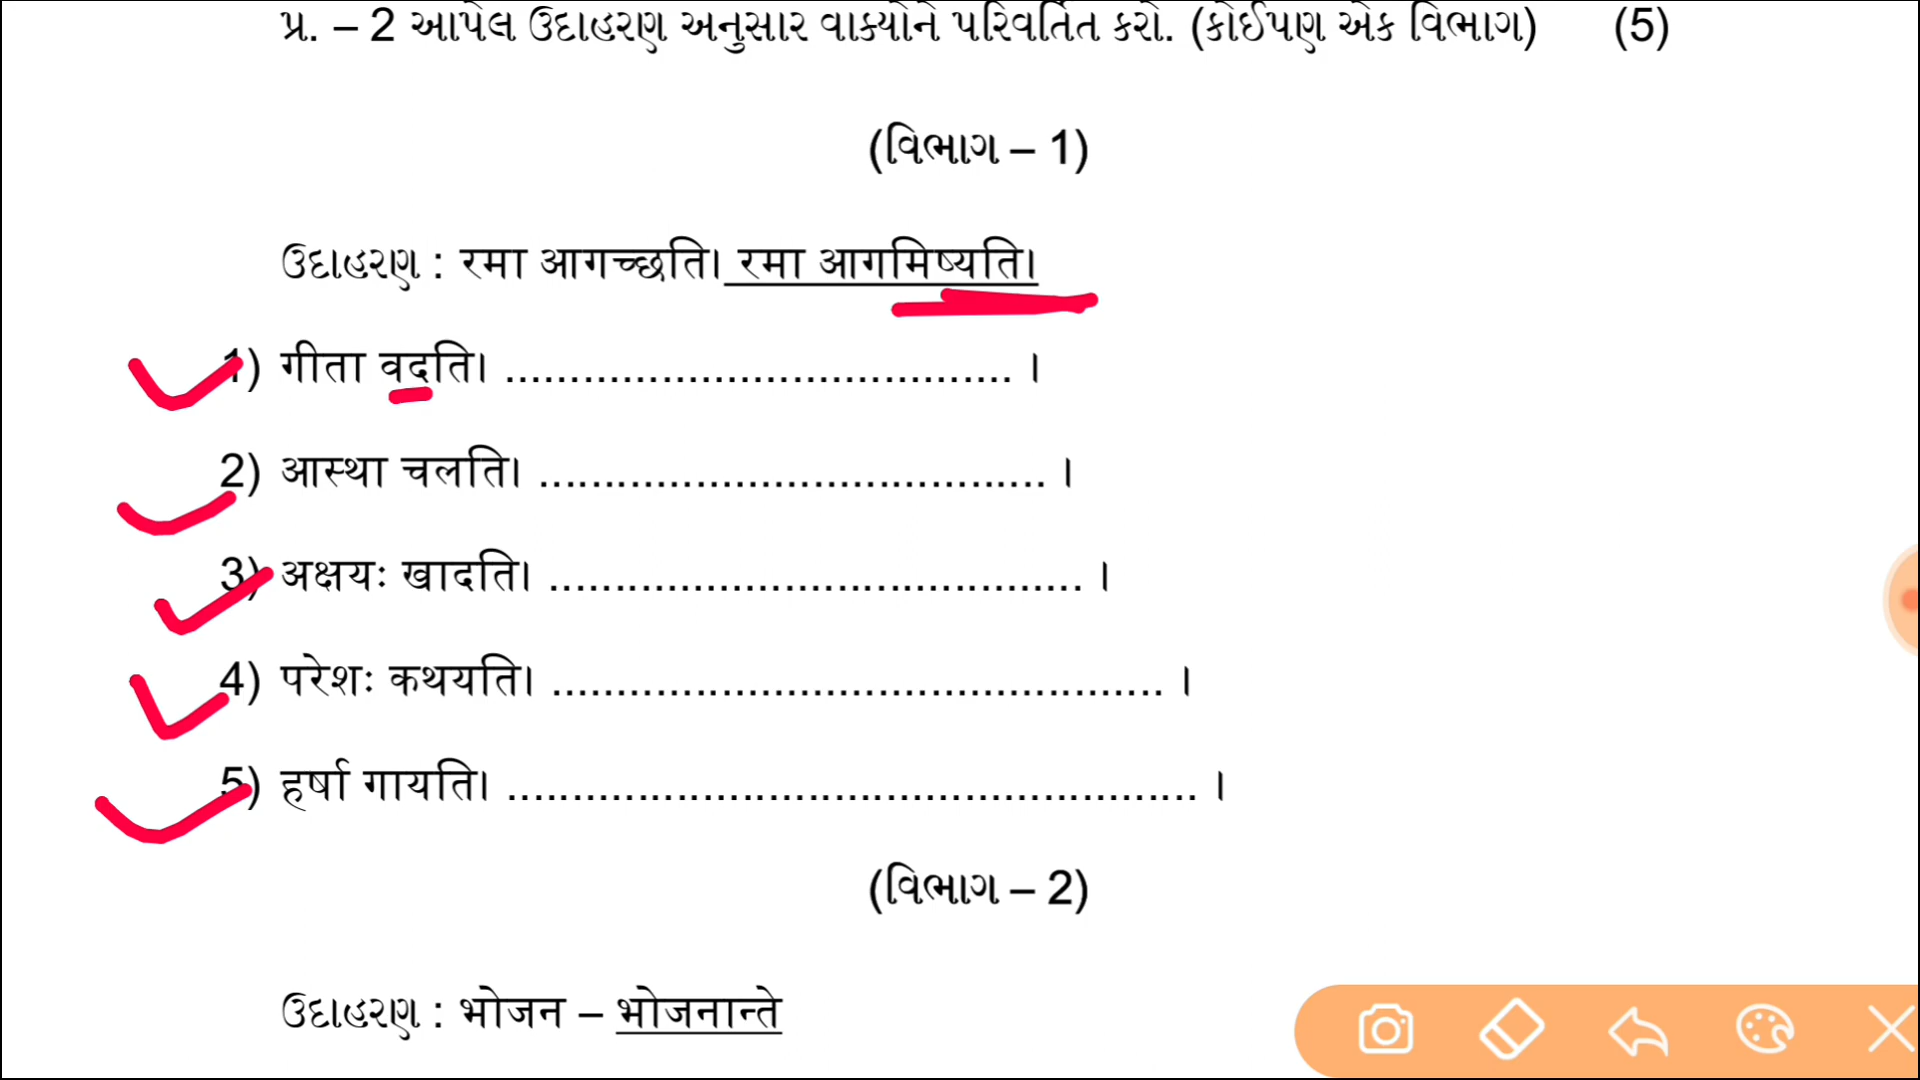 પ્ર. – 2 આપેલ ઉદાહરણ અનુસાર વાક્યોને પરિવર્તિત કરો. (કોઈપણ એક વિભાગ) (5)
(વિભાગ – 1)
ઉદાહરણ : रमा आगच्छति। रमा आगमिष्यति।
1) गीता वदति। ....................................... ।
2) आस्था चलति। ....................................... ।
3) अक्षयः खादति। ......................................... ।
4) परेशः कथयति। ............................................... ।
5) हर्षा गायति। ..................................................... ।
(વિભાગ – 2)
ઉદાહરણ : भोजन – भोजनान्ते